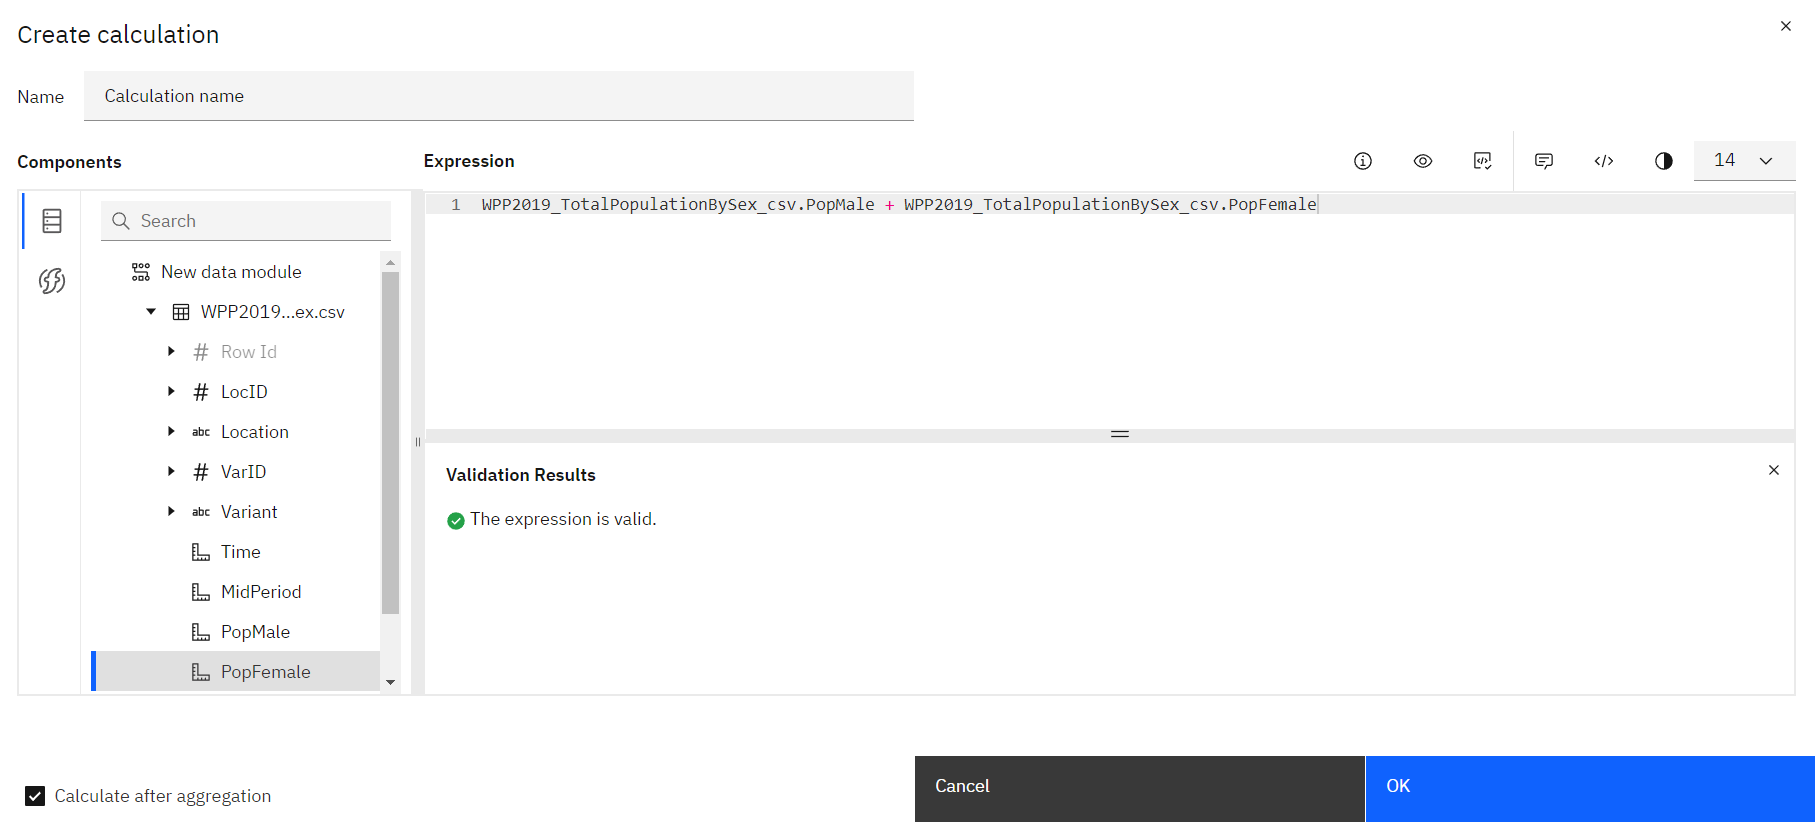 Create calculation
Name
Calculation name
Components
Expression
14
Search
1 WPP2019_TotalPopulationBySex_csv.PopMale + WPP2019_TotalPopulationBySex_csv.PopFemale
New data module
WPP2019...ex.csv
# Row Id
# LocID
abc Location
# VarID
abc Variant
Time
MidPeriod
PopMale
PopFemale
Validation Results
The expression is valid.
Calculate after aggregation
Cancel
OK